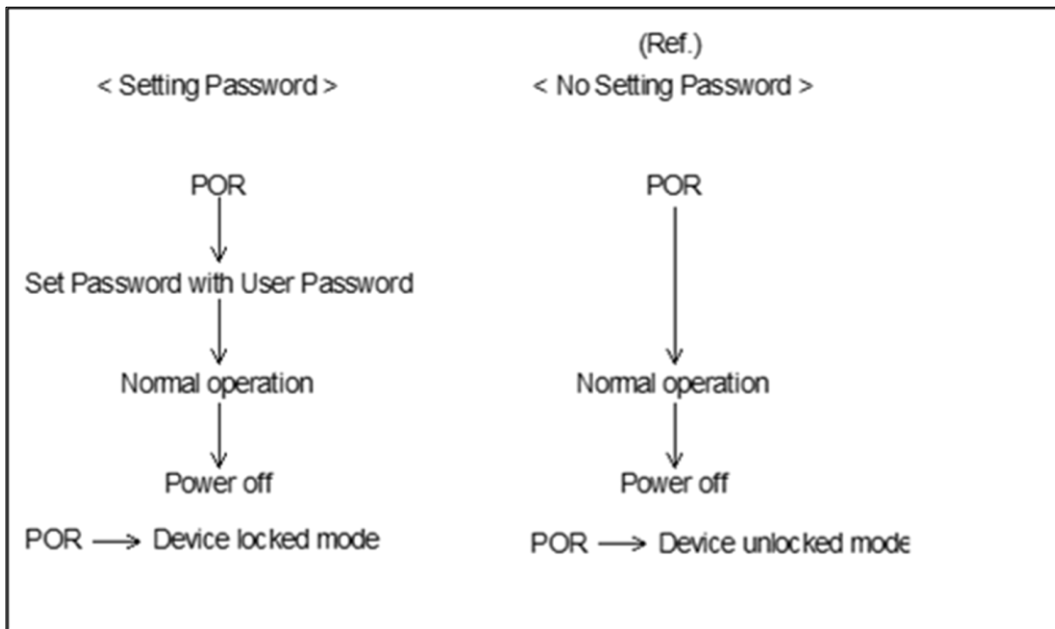 < Setting Password >
POR
Set Password with User Password
Normal operation
Power off
POR → Device locked mode
(Ref.)
< No Setting Password >
POR
Normal operation
Power off
POR → Device unlocked mode